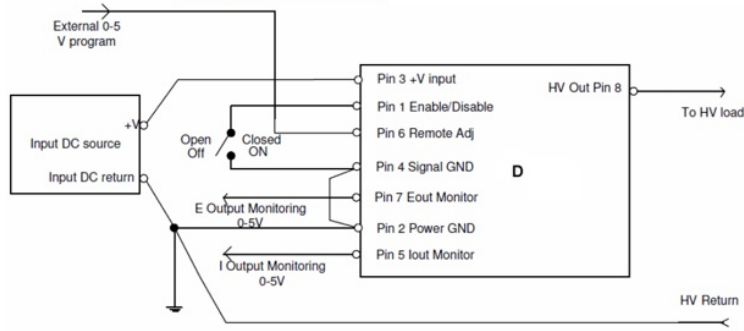 External 0-5
V program
Pin 3 +V input
HV Out Pin 8
Pin 1 Enable/Disable
To HV load
+V
Open
Off
Closed
ON
Pin 6 Remote Adj
Input DC source
Pin 4 Signal GND
D
Input DC return
Pin 7 Eout Monitor
E Output Monitoring
0-5V
Pin 2 Power GND
Pin 5 Iout Monitor
I Output Monitoring
0-5V
HV Return